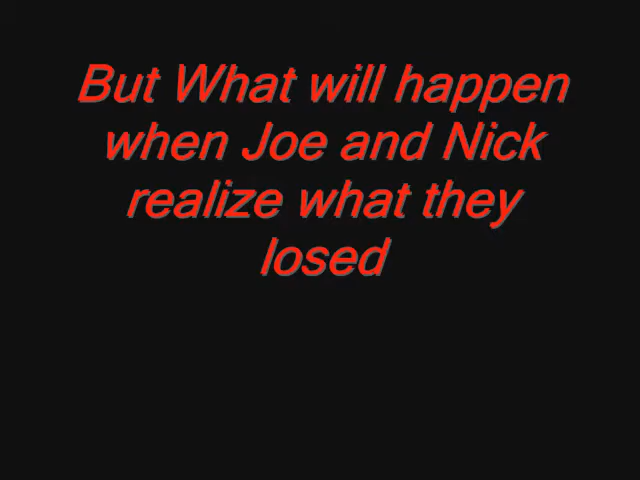 But What will happen
when Joe and Nick
realize what they
losed